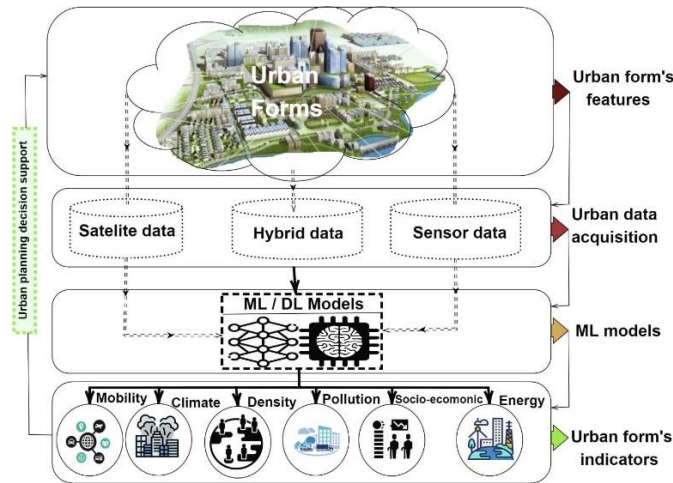 Urban
Forms
Urban form's
features
Urban planning decision support
Satelite data
Hybrid data
Sensor data
Urban data
acquisition
ML / DL Models
ML models
Mobility
Climate
Density
Pollution
Socio-ecomonic
Energy
Urban form's
indicators